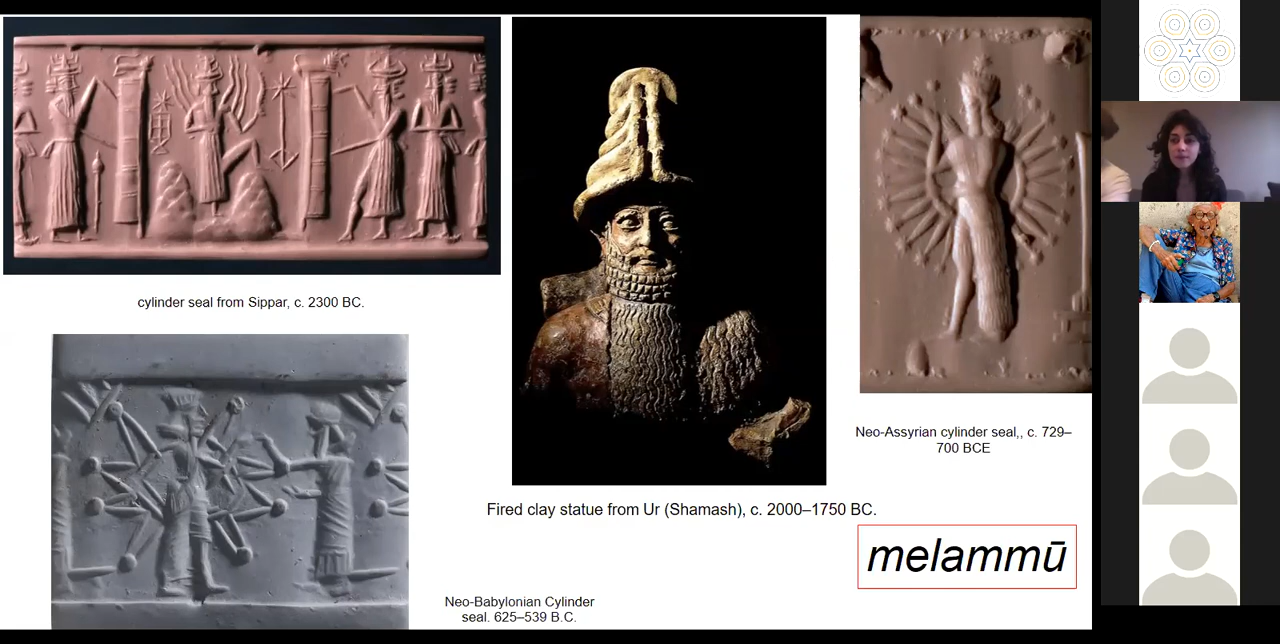 cylinder seal from Sippar, c. 2300 BC.
Fired clay statue from Ur (Shamash), c. 2000–1750 BC.
Neo-Assyrian cylinder seal,, c. 729–
700 BCE
melammū
Neo-Babylonian Cylinder
seal. 625–539 B.C.